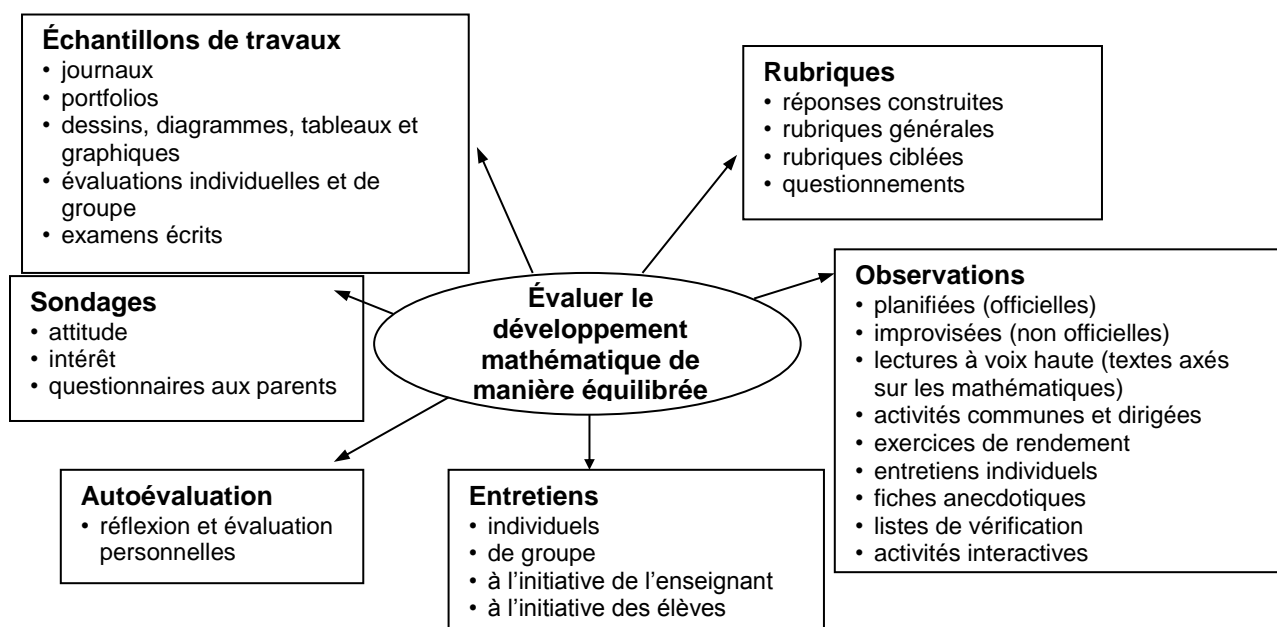 Échantillons de travaux
• journaux
• portfolios
• dessins, diagrammes, tableaux et
graphiques
• évaluations individuelles et de
groupe
• examens écrits
Rubriques
• réponses construites
• rubriques générales
• rubriques ciblées
• questionnements
Sondages
• attitude
• intérêt
• questionnaires aux parents
Évaluer le
développement
mathématique de
manière équilibrée
Observations
• planifiées (officielles)
• improvisées (non officielles)
• lectures à voix haute (textes axés
sur les mathématiques)
• activités communes et dirigées
• exercices de rendement
• entretiens individuels
• fiches anecdotiques
• listes de vérification
• activités interactives
Autoévaluation
• réflexion et évaluation
personnelles
Entretiens
• individuels
• de groupe
• à l’initiative de l’enseignant
• à l’initiative des élèves